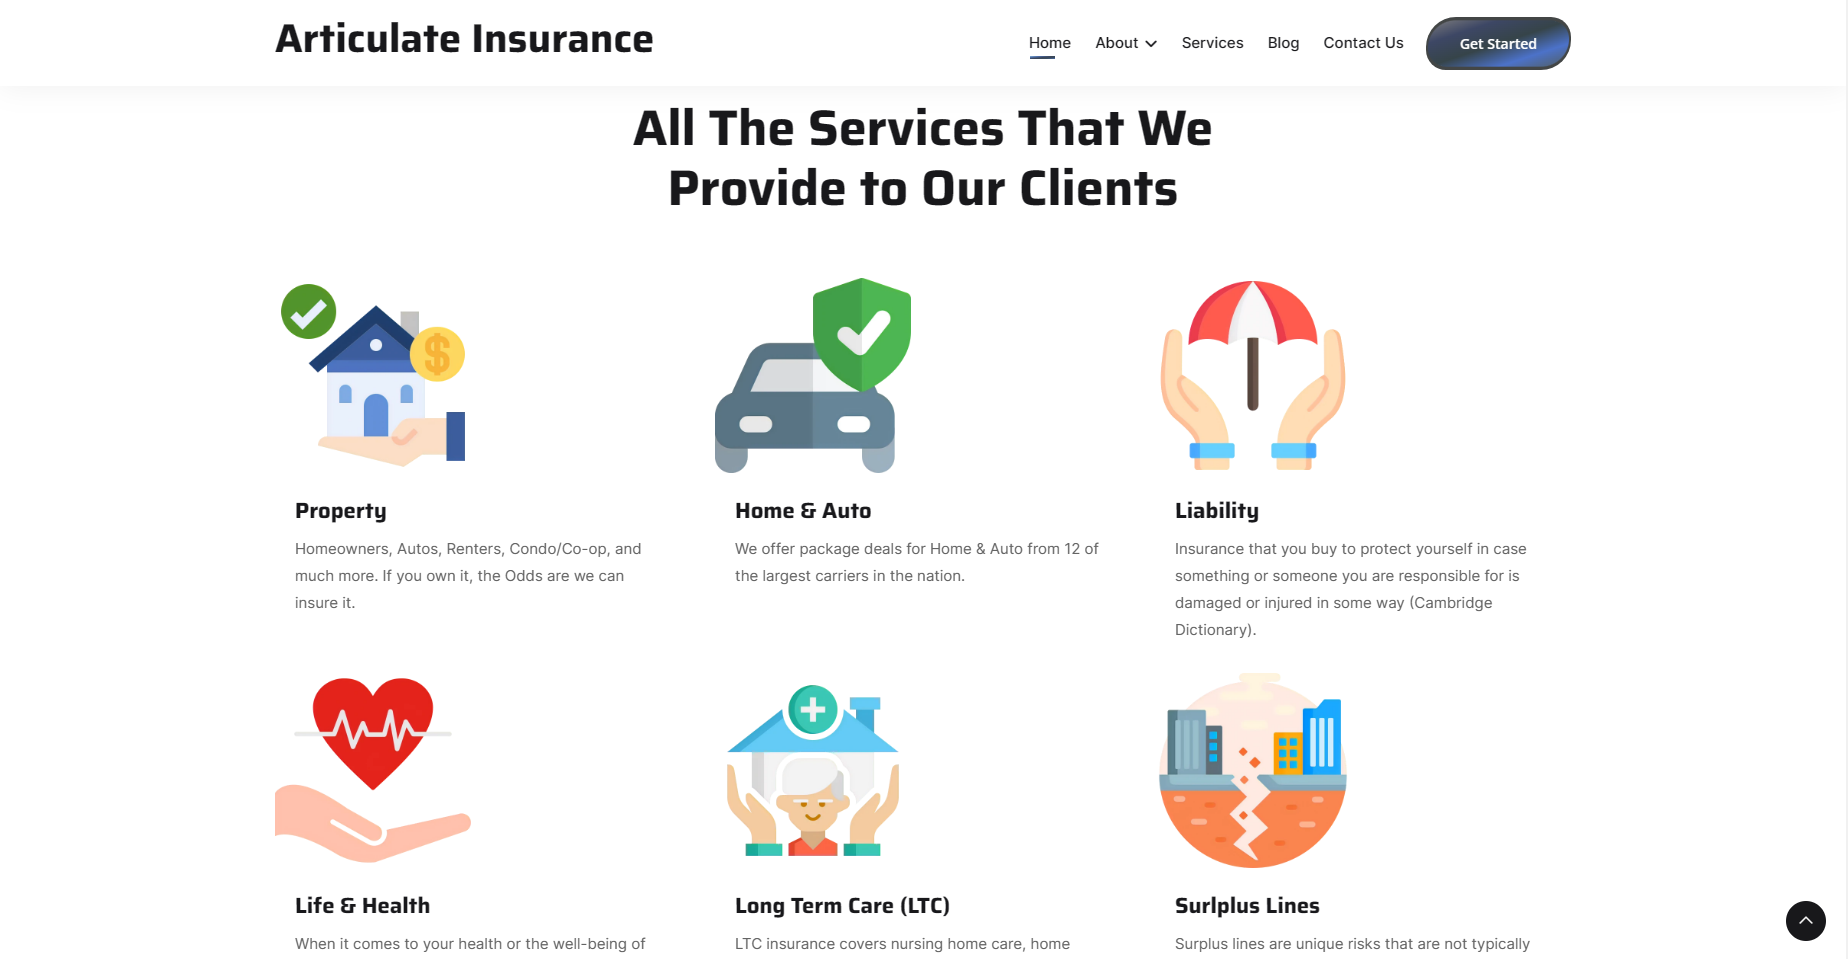 Articulate Insurance
Home
About
Services
Blog
Contact Us
Get Started
All The Services That We
Provide to Our Clients
$
Property
Homeowners, Autos, Renters, Condo/Co-op, and
much more. If you own it, the Odds are we can
insure it.
Home & Auto
We offer package deals for Home & Auto from 12 of
the largest carriers in the nation.
Liability
Insurance that you buy to protect yourself in case
something or someone you are responsible for is
damaged or injured in some way (Cambridge
Dictionary).
Life & Health
When it comes to your health or the well-being of
Long Term Care (LTC)
LTC insurance covers nursing home care, home
Surlplus Lines
Surplus lines are unique risks that are not typically